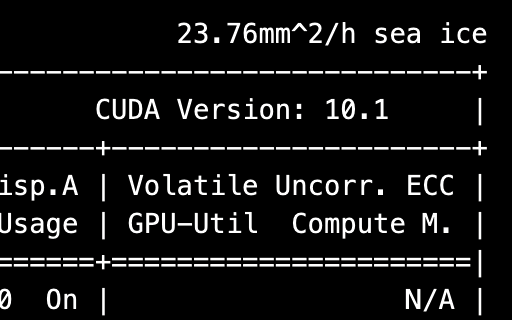 23.76mm^2/h sea ice
-----------------------------+
CUDA Version: 10.1     |
------+----------------------+
isp.A | Volatile Uncorr. ECC |
Usage | GPU-Util  Compute M. |
======+======================|
0  On |                  N/A |